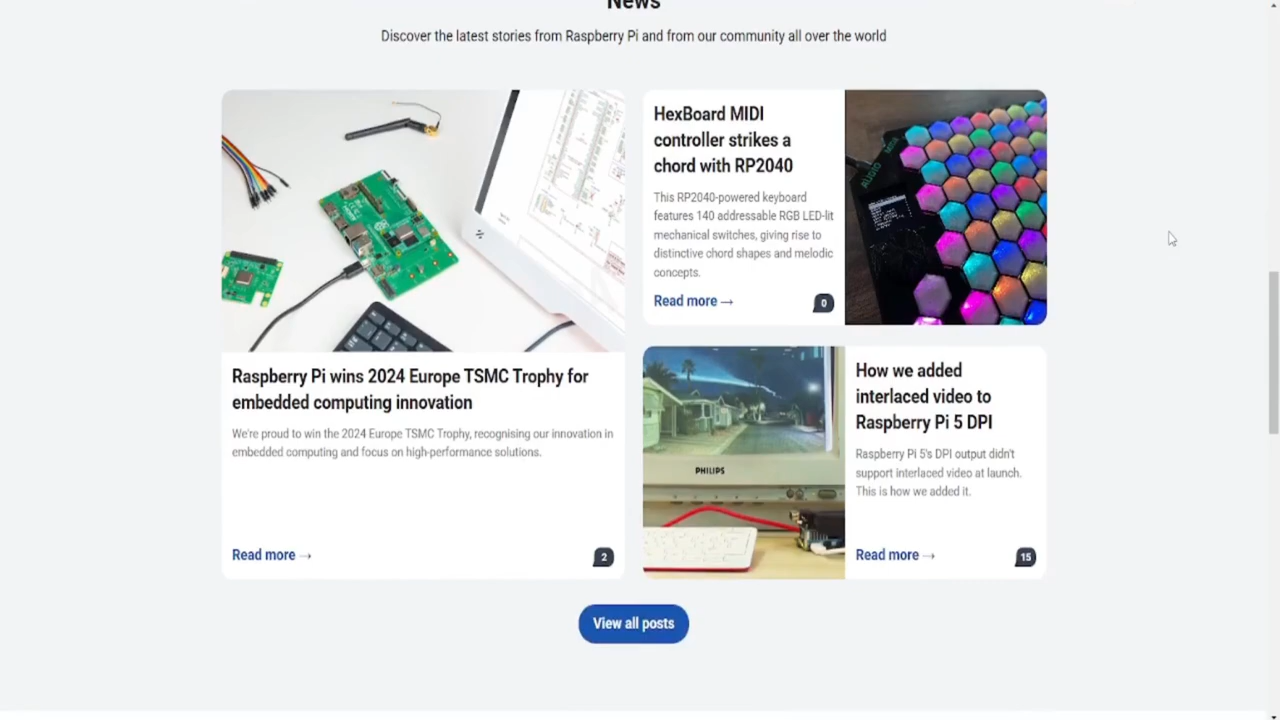 News
Discover the latest stories from Raspberry Pi and from our community all over the world
Raspberry Pi wins 2024 Europe TSMC Trophy for
embedded computing innovation
We're proud to win the 2024 Europe TSMC Trophy, recognising our innovation in
embedded computing and focus on high-performance solutions.
Read more →
2
HexBoard MIDI
controller strikes a
chord with RP2040
This RP2040-powered keyboard
features 140 addressable RGB LED-lit
mechanical switches, giving rise to
distinctive chord shapes and melodic
concepts.
Read more →
0
AUDIO MIDI
PHILIPS
How we added
interlaced video to
Raspberry Pi 5 DPI
Raspberry Pi 5's DPI output didn't
support interlaced video at launch.
This is how we added it.
Read more →
15
View all posts